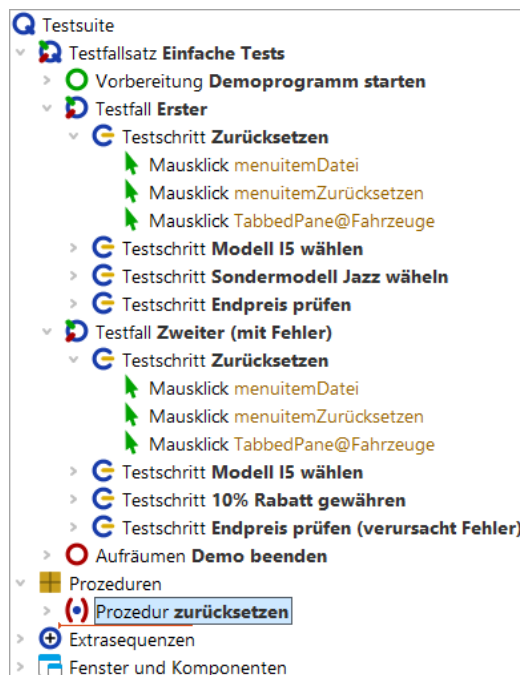 Testsuite
Testfallsatz Einfache Tests
Vorbereitung Demoprogramm starten
Testfall Erster
Testschritt Zurücksetzen
Mausklick menuitemDatei
Mausklick menuitemZurücksetzen
Mausklick TabbedPane@Fahrzeuge
Testschritt Modell I5 wählen
Testschritt Sondermodell Jazz wäheln
Testschritt Endpreis prüfen
Testfall Zweiter (mit Fehler)
Testschritt Zurücksetzen
Mausklick menuitemDatei
Mausklick menuitemZurücksetzen
Mausklick TabbedPane@Fahrzeuge
Testschritt Modell I5 wählen
Testschritt 10% Rabatt gewähren
Testschritt Endpreis prüfen (verursacht Fehler)
Aufräumen Demo beenden
Prozeduren
Prozedur zurücksetzen
Extrasequenzen
Fenster und Komponenten